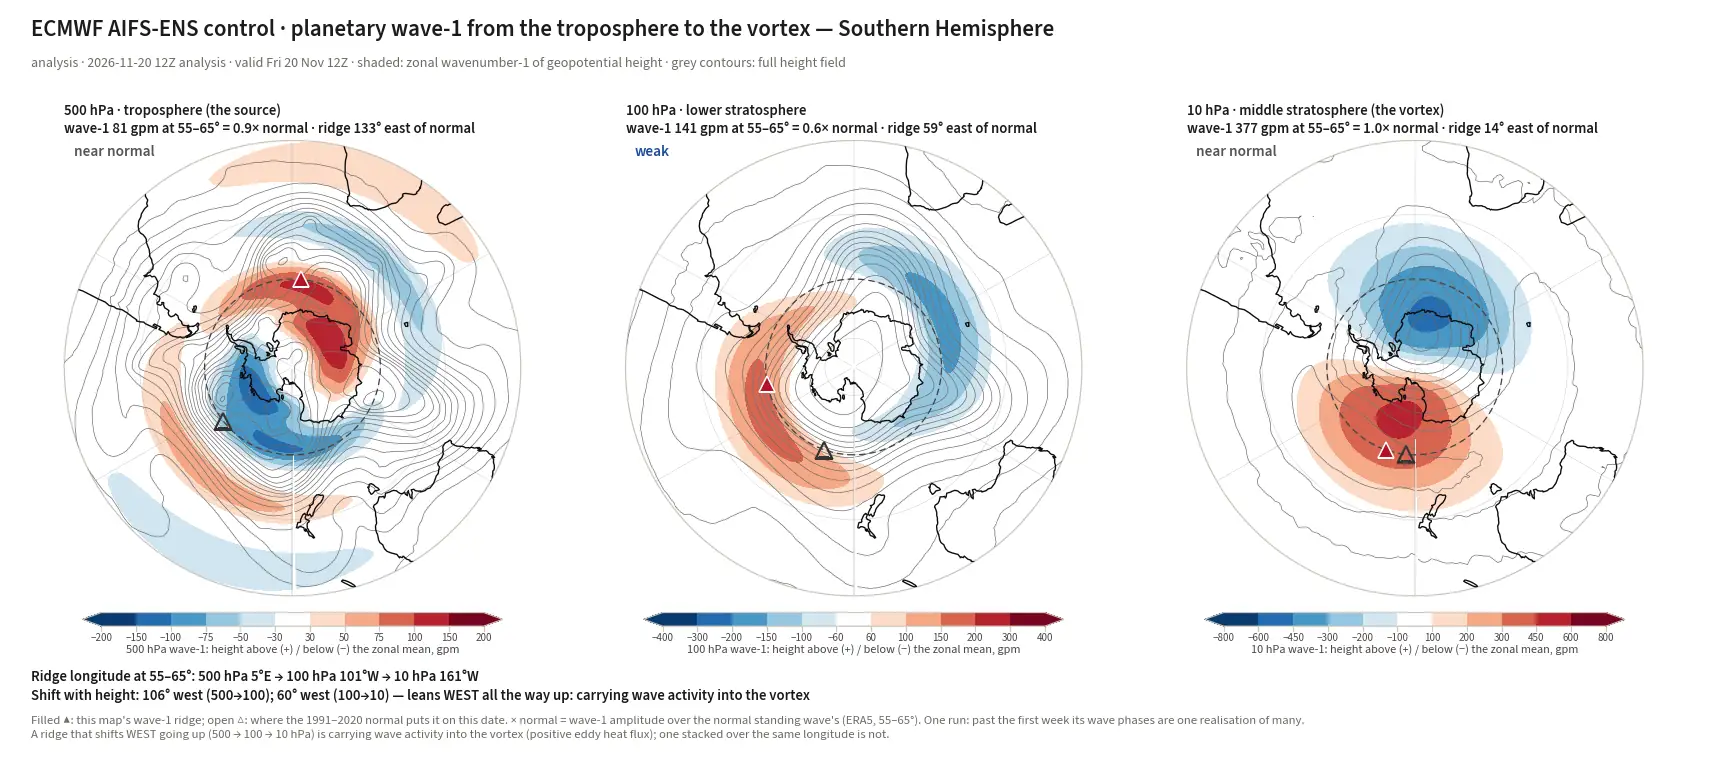 ECMWF AIFS-ENS control · planetary wave-1 from the troposphere to the vortex — Southern Hemisphere
analysis · 2026-11-20 12Z analysis · valid Fri 20 Nov 12Z · shaded: zonal wavenumber-1 of geopotential height · grey contours: full height field
500 hPa · troposphere (the source)
wave-1 81 gpm at 55–65° = 0.9× normal · ridge 133° east of normal
near normal
100 hPa · lower stratosphere
wave-1 141 gpm at 55–65° = 0.6× normal · ridge 59° east of normal
weak
10 hPa · middle stratosphere (the vortex)
wave-1 377 gpm at 55–65° = 1.0× normal · ridge 14° east of normal
near normal
−200 −150 −100 −75 −50 −30 30 50 75 100 150 200
500 hPa wave-1: height above (+) / below (−) the zonal mean, gpm
−400 −300 −200 −150 −100 −60 60 100 150 200 300 400
100 hPa wave-1: height above (+) / below (−) the zonal mean, gpm
−800 −600 −450 −300 −200 −100 100 200 300 450 600 800
10 hPa wave-1: height above (+) / below (−) the zonal mean, gpm
Ridge longitude at 55–65°: 500 hPa 5°E → 100 hPa 101°W → 10 hPa 161°W
Shift with height: 106° west (500→100); 60° west (100→10) — leans WEST all the way up: carrying wave activity into the vortex
Filled ▲: this map's wave-1 ridge; open △: where the 1991–2020 normal puts it on this date. × normal = wave-1 amplitude over the normal standing wave's (ERA5, 55–65°). One run: past the first week its wave phases are one realisation of many.
A ridge that shifts WEST going up (500 → 100 → 10 hPa) is carrying wave activity into the vortex (positive eddy heat flux); one stacked over the same longitude is not.